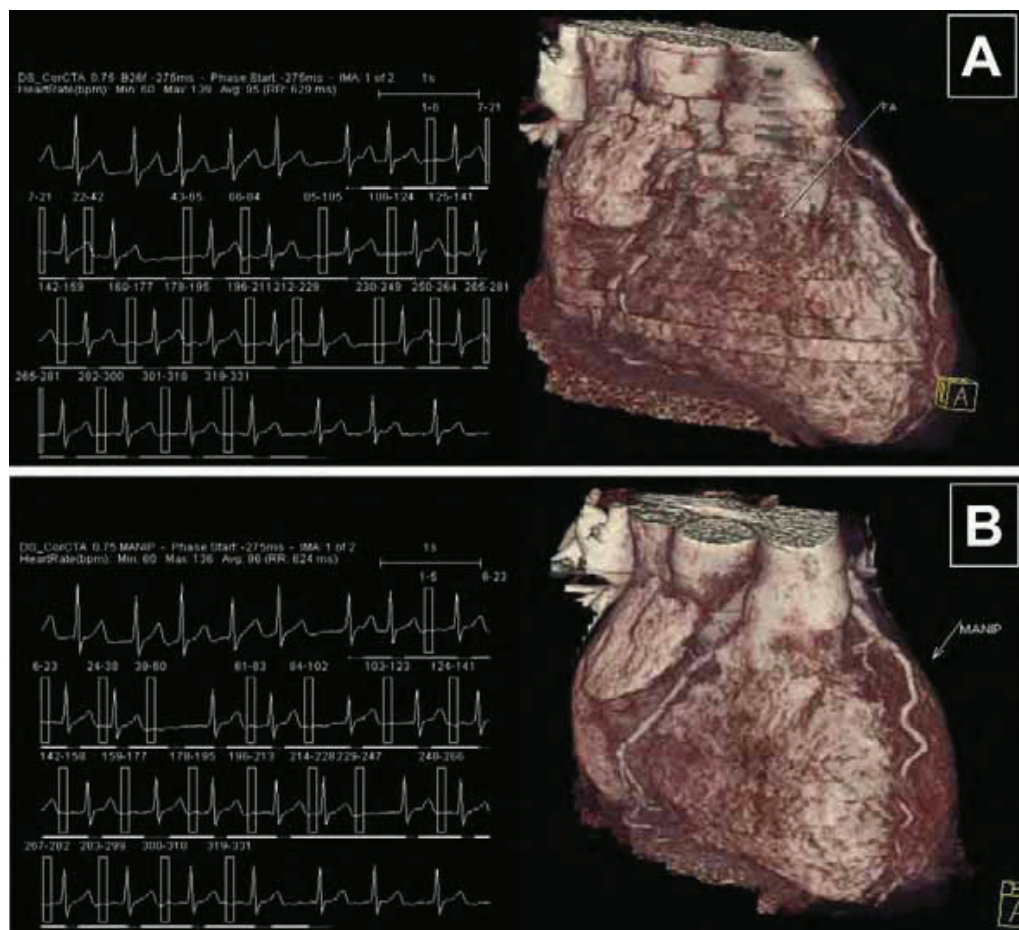 A
DS_CorCTA 0.75 B26f -275ms - Phase Start -275ms - IMA: 1 of 2
HeartRate(bpm): Min: 60 Max: 139 Avg: 95 (RR: 629 ms)
1s
1-6 7-21
FA
7-21 22-42 43-65 66-84 85-105 106-124 125-141
142-159 160-177 178-195 196-211 212-229 230-249 250-264 265-281
265-281 282-300 301-318 319-331
A
B
DS_CorCTA 0.75 MANIP - Phase Start -275ms - IMA: 1 of 2
HeartRate(bpm): Min: 60 Max: 136 Avg: 96 (RR: 624 ms)
1s
1-5 6-23
MANIP
6-23 24-38 39-60 61-83 84-102 103-123 124-141
142-158 159-177 178-195 196-213 214-228 229-247 248-266
267-282 283-299 300-318 319-331
A